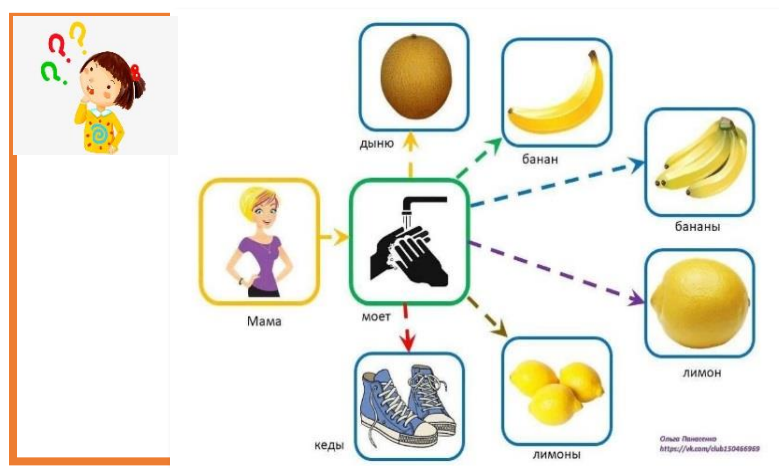 дыню
банан
бананы
Мама
моет
лимон
кеды
лимоны
Ольга Панасенко
https://vk.com/club150466969